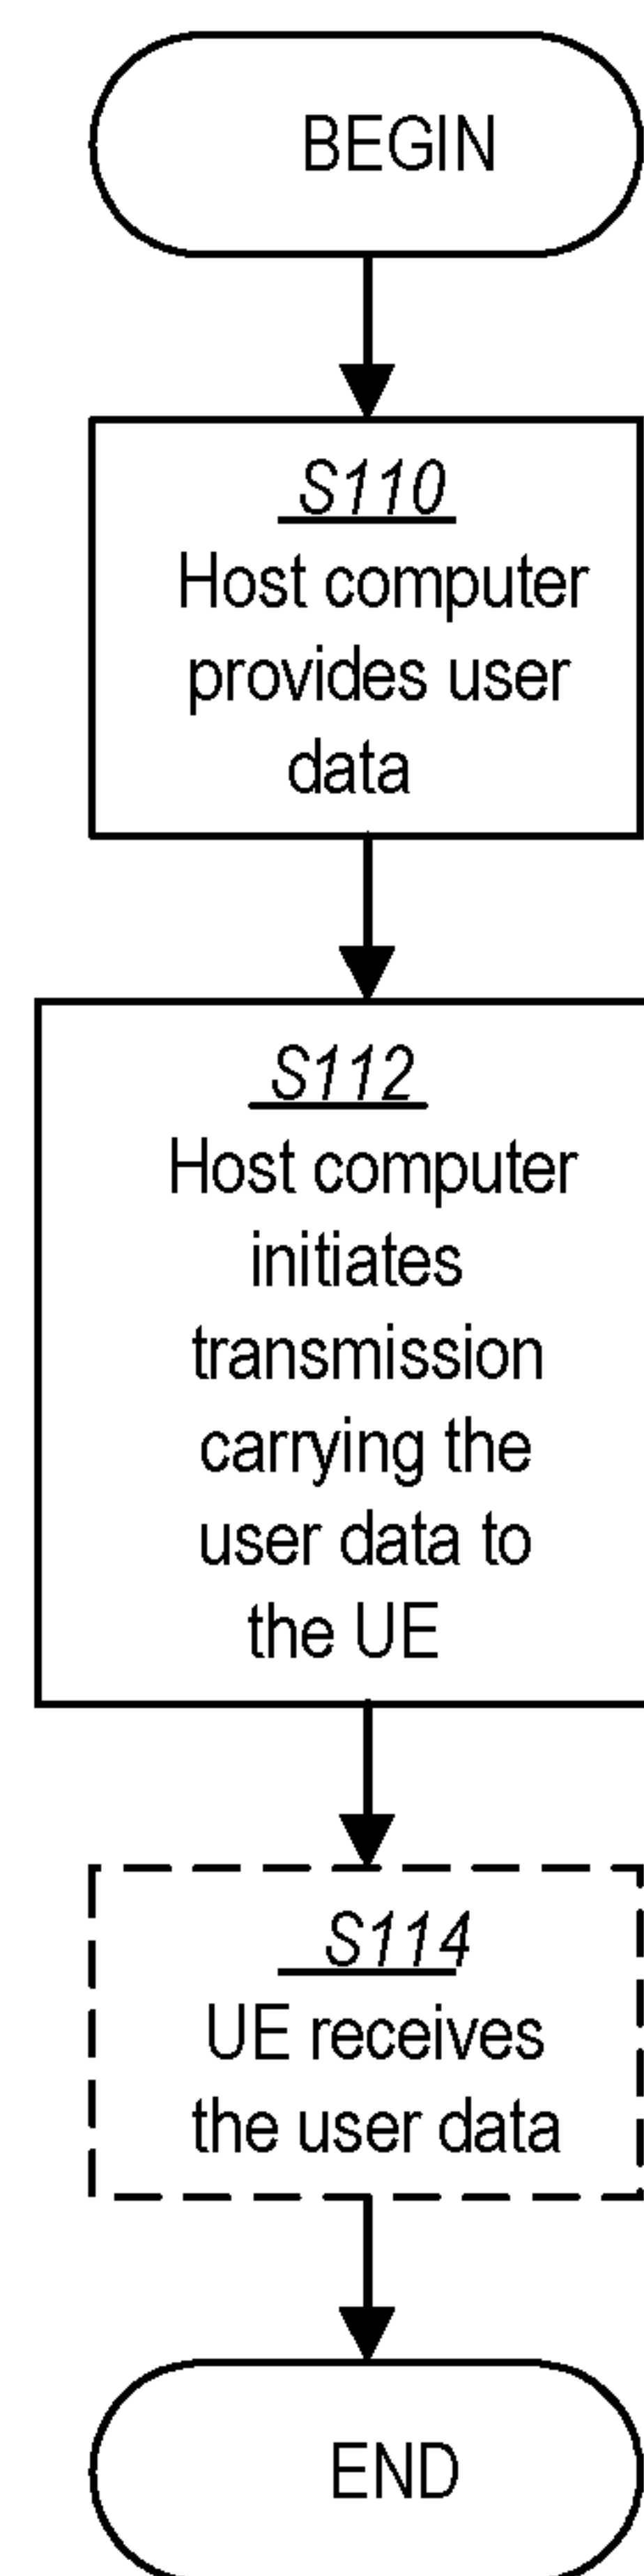 BEGIN
S110
Host computer
provides user
data
S112
Host computer
initiates
transmission
carrying the
user data to
the UE
S114
UE receives
the user data
END